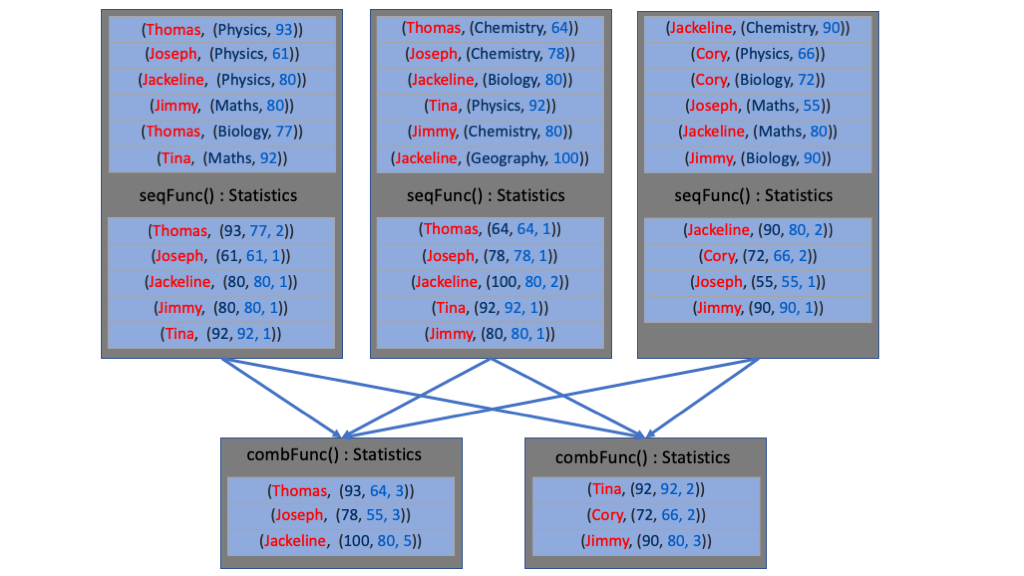 (Thomas, (Physics, 93))
(Joseph, (Physics, 61))
(Jackeline, (Physics, 80))
(Jimmy, (Maths, 80))
(Thomas, (Biology, 77))
(Tina, (Maths, 92))
seqFunc() : Statistics
(Thomas, (93, 77, 2))
(Joseph, (61, 61, 1))
(Jackeline, (80, 80, 1))
(Jimmy, (80, 80, 1))
(Tina, (92, 92, 1))
(Thomas, (Chemistry, 64))
(Joseph, (Chemistry, 78))
(Jackeline, (Biology, 80))
(Tina, (Physics, 92))
(Jimmy, (Chemistry, 80))
(Jackeline, (Geography, 100))
seqFunc() : Statistics
(Thomas, (64, 64, 1))
(Joseph, (78, 78, 1))
(Jackeline, (100, 80, 2))
(Tina, (92, 92, 1))
(Jimmy, (80, 80, 1))
(Jackeline, (Chemistry, 90))
(Cory, (Physics, 66))
(Cory, (Biology, 72))
(Joseph, (Maths, 55))
(Jackeline, (Maths, 80))
(Jimmy, (Biology, 90))
seqFunc() : Statistics
(Jackeline, (90, 80, 2))
(Cory, (72, 66, 2))
(Joseph, (55, 55, 1))
(Jimmy, (90, 90, 1))
combFunc() : Statistics
(Thomas, (93, 64, 3))
(Joseph, (78, 55, 3))
(Jackeline, (100, 80, 5))
combFunc() : Statistics
(Tina, (92, 92, 2))
(Cory, (72, 66, 2))
(Jimmy, (90, 80, 3))